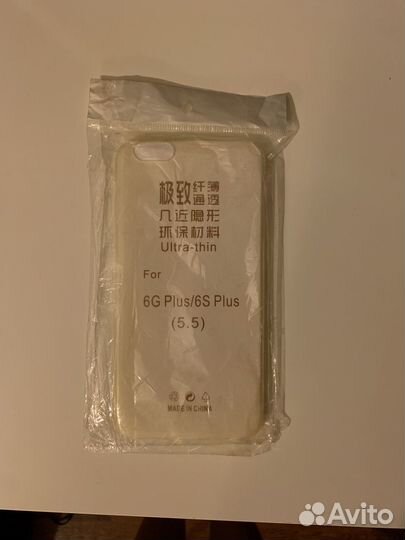 极致纤薄
通透
几近隐形
环保材料
Ultra-thin
For
6G Plus/6S Plus
(5.5)
MADE IN CHINA
Avito